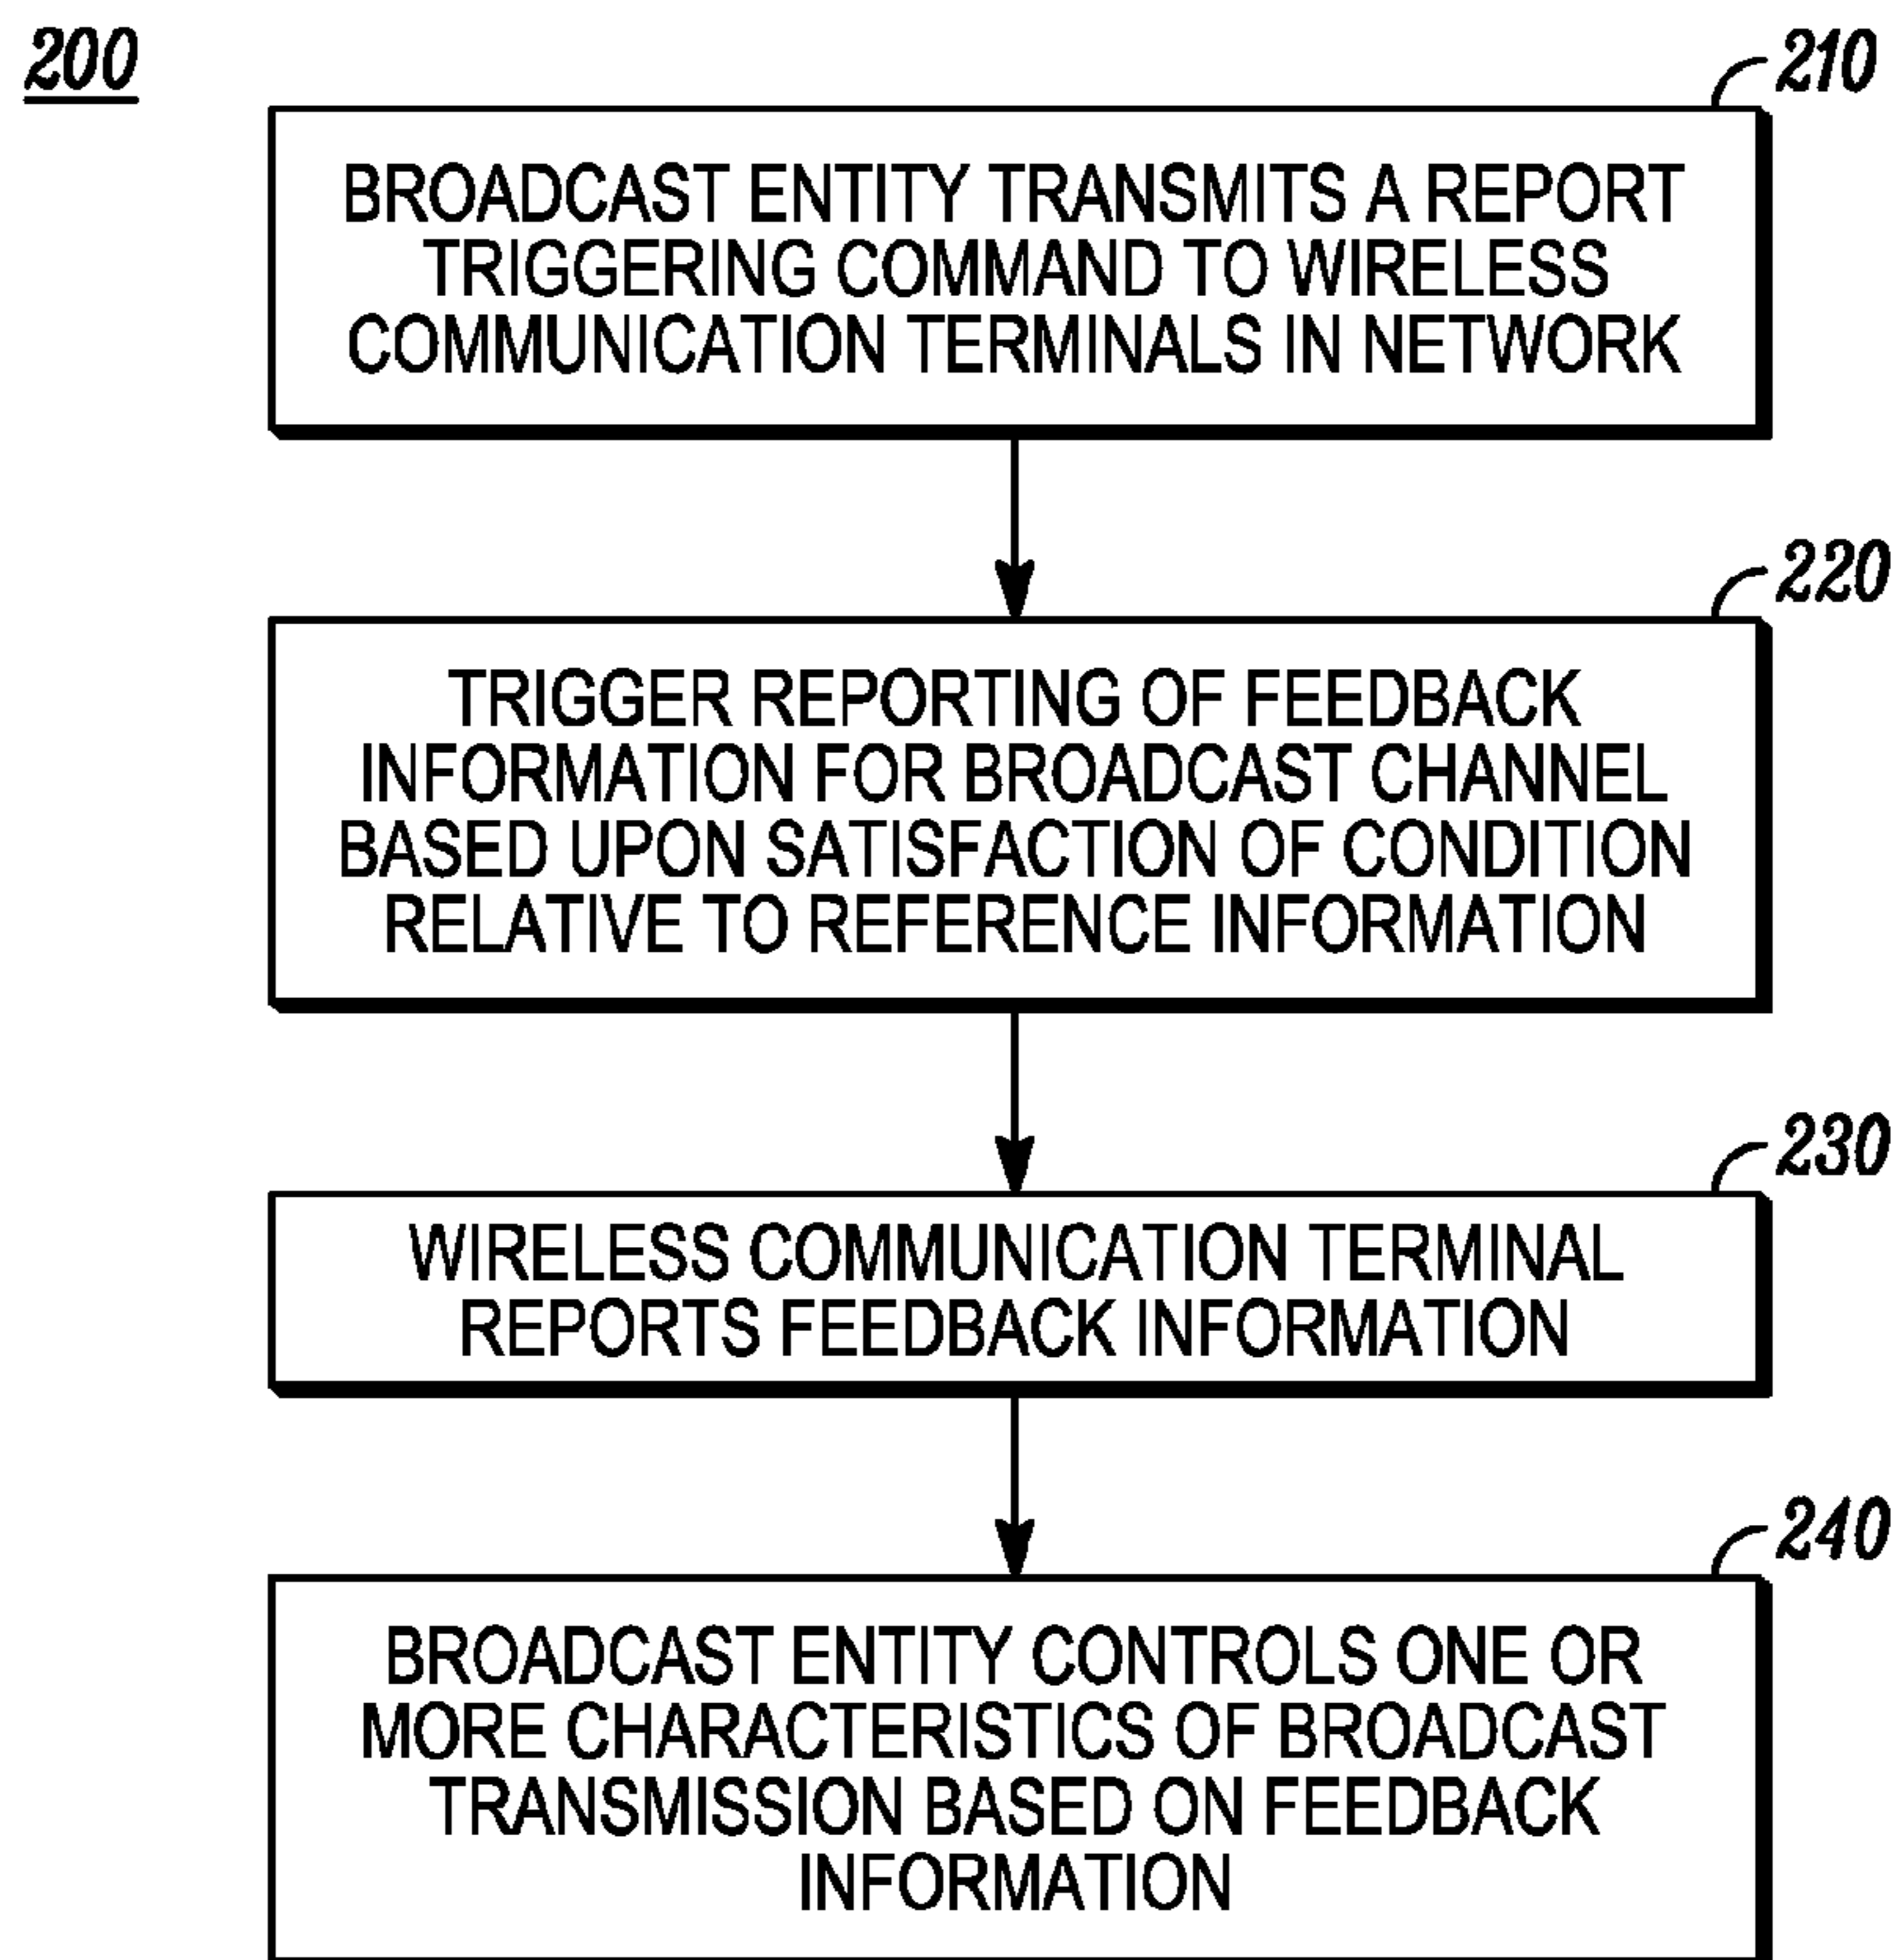 200
210
BROADCAST ENTITY TRANSMITS A REPORT
TRIGGERING COMMAND TO WIRELESS
COMMUNICATION TERMINALS IN NETWORK
220
TRIGGER REPORTING OF FEEDBACK
INFORMATION FOR BROADCAST CHANNEL
BASED UPON SATISFACTION OF CONDITION
RELATIVE TO REFERENCE INFORMATION
230
WIRELESS COMMUNICATION TERMINAL
REPORTS FEEDBACK INFORMATION
240
BROADCAST ENTITY CONTROLS ONE OR
MORE CHARACTERISTICS OF BROADCAST
TRANSMISSION BASED ON FEEDBACK
INFORMATION